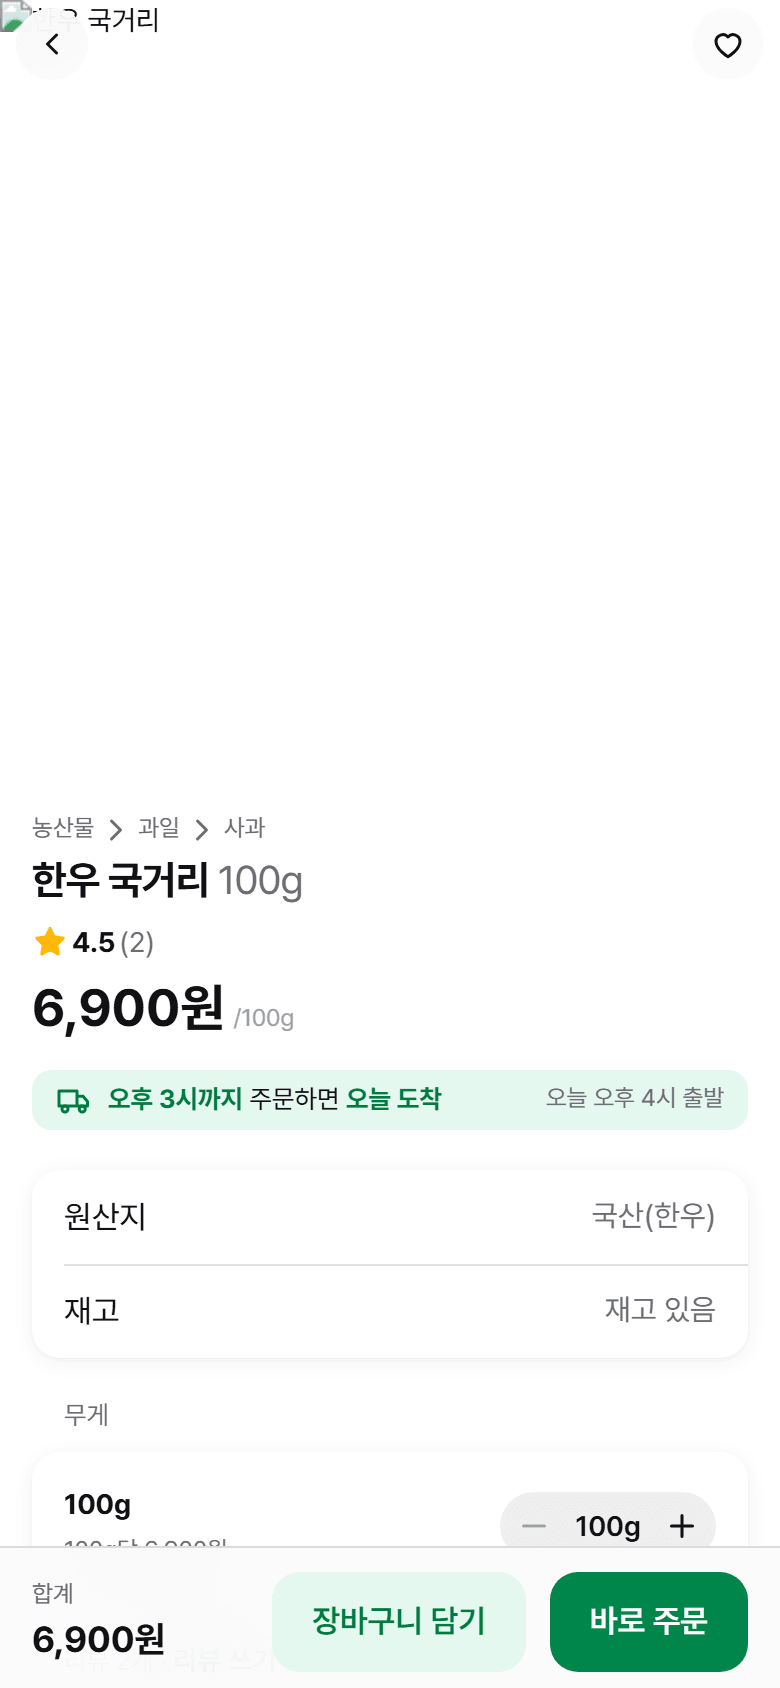 한우 국거리
농산물 > 과일 > 사과
한우 국거리 100g
4.5 (2)
6,900원 /100g
오후 3시까지 주문하면 오늘 도착 오늘 오후 4시 출발
원산지 국산(한우)
재고 재고 있음
무게
100g
− 100g +
합계
6,900원
장바구니 담기
바로 주문